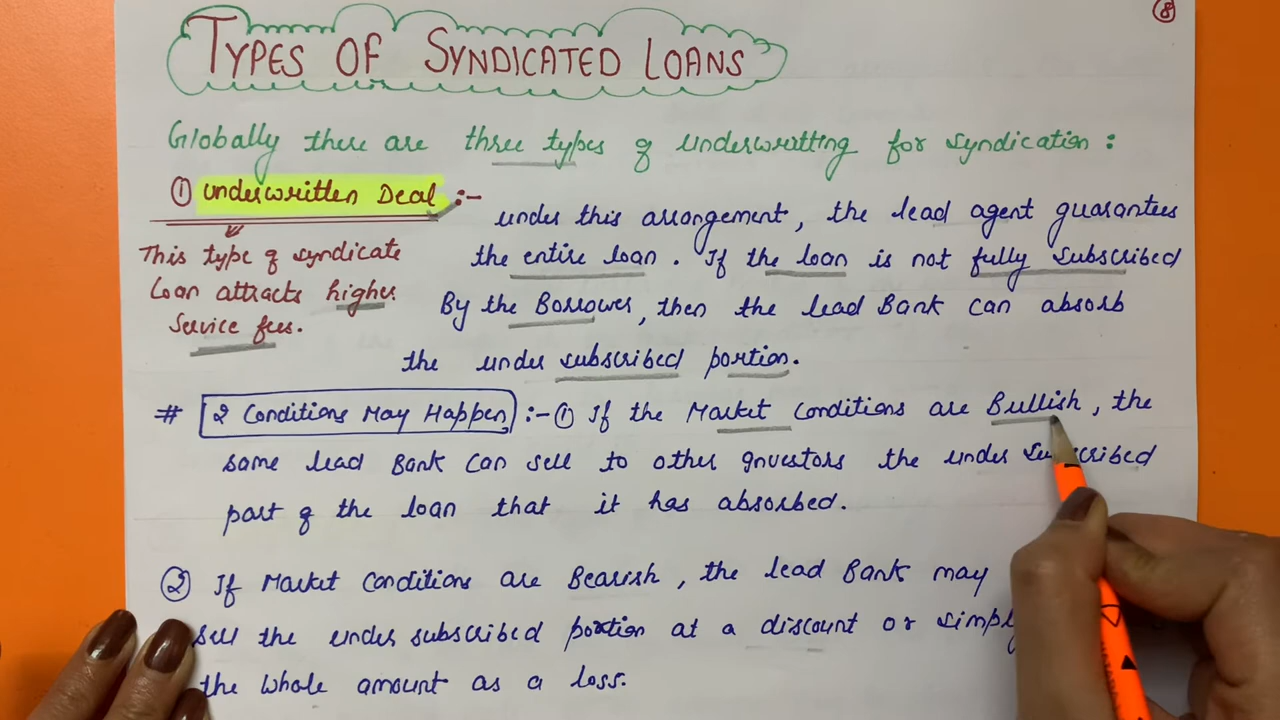 8
TYPES OF SYNDICATED LOANS
Globally there are three types of underwritting for syndication :
① Underwritten Deal :-
under this arrangement, the lead agent guarantees
the entire loan. If the loan is not fully subscribed
By the Borrower, then the lead Bank can absorb
the under subscribed portion.
This type of syndicate
Loan attracts higher
Service fees.
# 2 Conditions May Happen :- ① If the Market Conditions are Bullish, the
same lead Bank can sell to other investors the under subscribed
part of the loan that it has absorbed.
② If Market Conditions are Bearish, the lead Bank may
sell the under subscribed portion at a discount or
the whole amount as a loss.